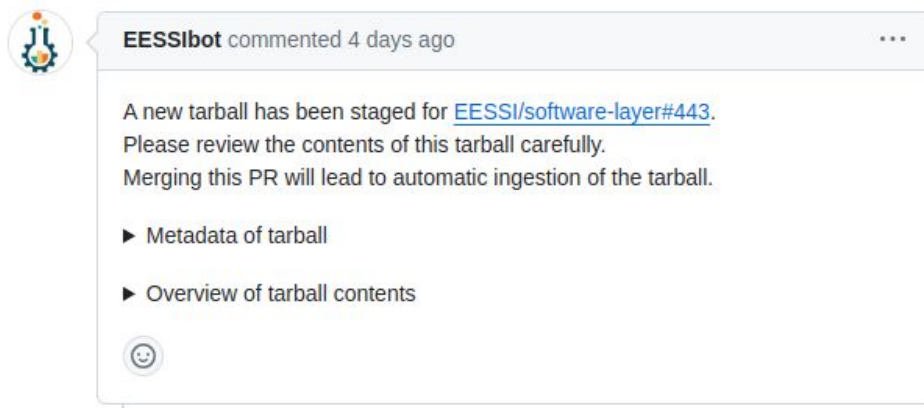 EESSIbot commented 4 days ago
A new tarball has been staged for EESSI/software-layer#443.
Please review the contents of this tarball carefully.
Merging this PR will lead to automatic ingestion of the tarball.
Metadata of tarball
Overview of tarball contents